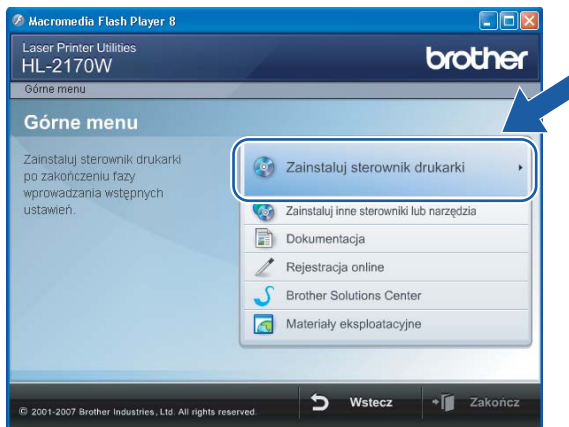 Macromedia Flash Player 8
Laser Printer Utilities
HL-2170W
brother
Górne menu
Górne menu
Zainstaluj sterownik drukarki
po zakończeniu fazy
wprowadzania wstępnych
ustawień.
Zainstaluj sterownik drukarki
Zainstaluj inne sterowniki lub narzędzia
Dokumentacja
Rejestracja online
Brother Solutions Center
Materiały eksploatacyjne
© 2001-2007 Brother Industries, Ltd. All rights reserved.
Wstecz
Zakończ